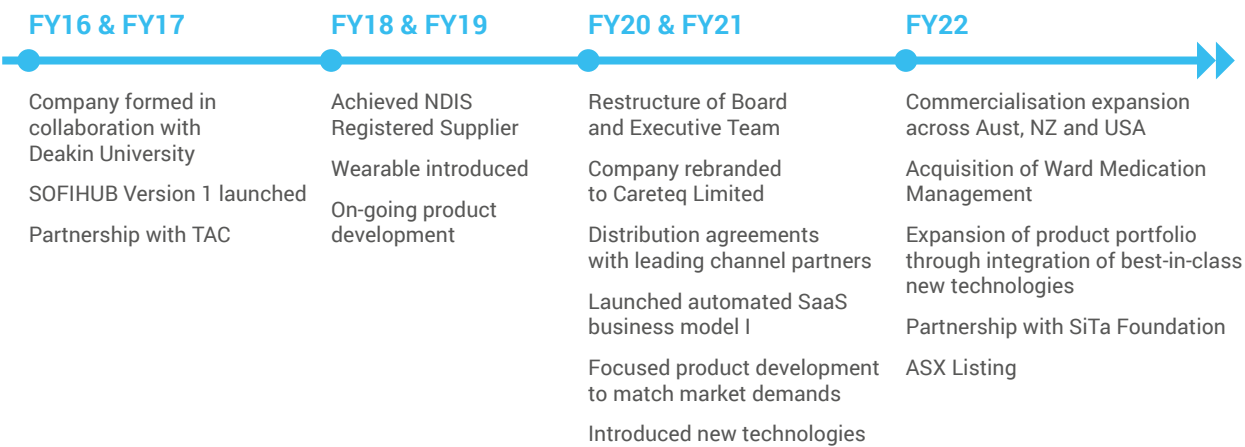 FY16 & FY17
Company formed in
collaboration with
Deakin University
SOFIHUB Version 1 launched
Partnership with TAC
FY18 & FY19
Achieved NDIS
Registered Supplier
Wearable introduced
On-going product
development
FY20 & FY21
Restructure of Board
and Executive Team
Company rebranded
to Careteq Limited
Distribution agreements
with leading channel partners
Launched automated SaaS
business model I
Focused product development
to match market demands
Introduced new technologies
FY22
Commercialisation expansion
across Aust, NZ and USA
Acquisition of Ward Medication
Management
Expansion of product portfolio
through integration of best-in-class
new technologies
Partnership with SiTa Foundation
ASX Listing